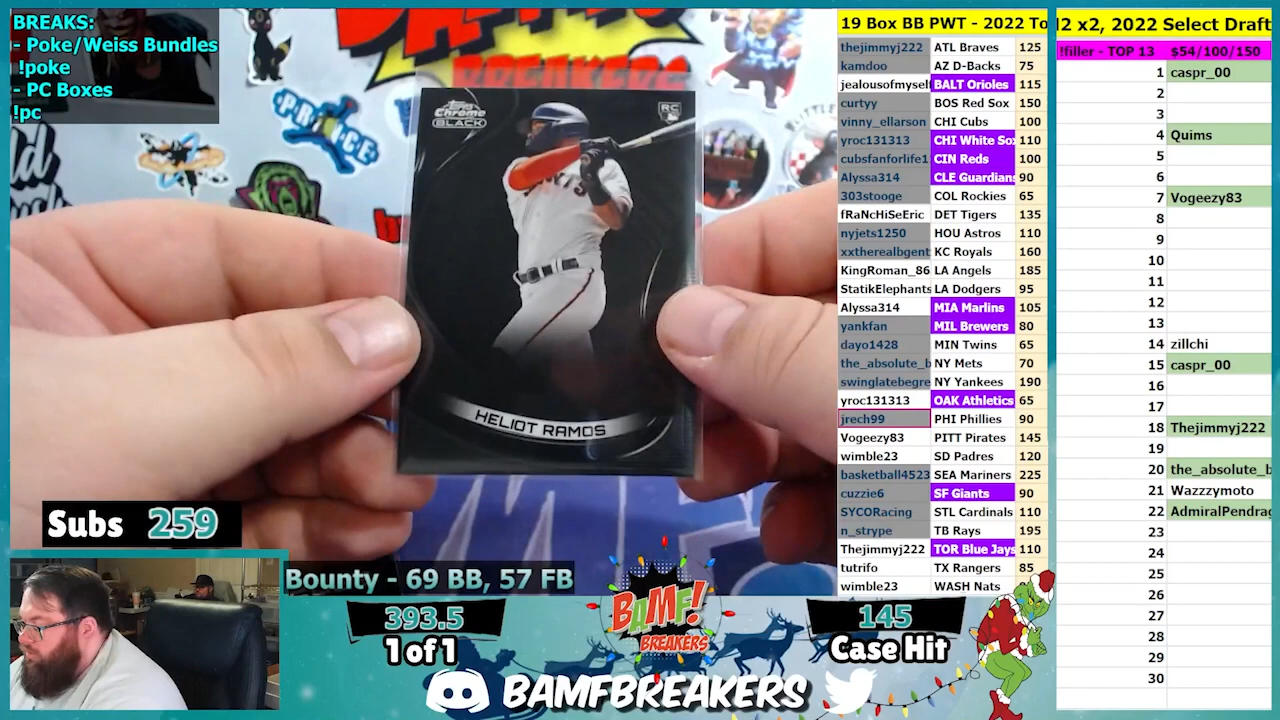 BREAKS:
- Poke/Weiss Bundles
!poke
- PC Boxes
!pc
BREAKERS
PRINCE
Topps
Chrome
BLACK
RC
HELIOT RAMOS
Subs 259
Bounty - 69 BB, 57 FB
393.5
1 of 1
BAMF!
BREAKERS
145
Case Hit
BAMFBREAKERS
19 Box BB PWT - 2022 To
thejimmyj222 ATL Braves 125
kamdoo AZ D-Backs 75
jealousofmysel BALT Orioles 115
curtyy BOS Red Sox 150
vinny_ellarson CHI Cubs 100
yroc131313 CHI White Sox 110
cubsfanforlife1 CIN Reds 100
Alyssa314 CLE Guardians 90
303stooge COL Rockies 65
fRaNcHiSeEric DET Tigers 135
nyjets1250 HOU Astros 110
xxtherealbgent KC Royals 160
KingRoman_86 LA Angels 185
StatikElephants LA Dodgers 95
Alyssa314 MIA Marlins 105
yankfan MIL Brewers 80
dayo1428 MIN Twins 65
the_absolute_b NY Mets 70
swinglatebegre NY Yankees 190
yroc131313 OAK Athletics 65
jrech99 PHI Phillies 90
Vogeezy83 PITT Pirates 145
wimble23 SD Padres 120
basketball4523 SEA Mariners 225
cuzzie6 SF Giants 90
SYCORacing STL Cardinals 110
n_strype TB Rays 195
Thejimmyj222 TOR Blue Jays 110
tutrifo TX Rangers 85
wimble23 WASH Nats
2 x2, 2022 Select Draft
!filler - TOP 13 $54/100/150
1 caspr_00
2
3
4 Quims
5
6
7 Vogeezy83
8
9
10
11
12
13
14 zillchi
15 caspr_00
16
17
18 Thejimmyj222
19
20 the_absolute_b
21 Wazzzymoto
22 AdmiralPendrag
23
24
25
26
27
28
29
30